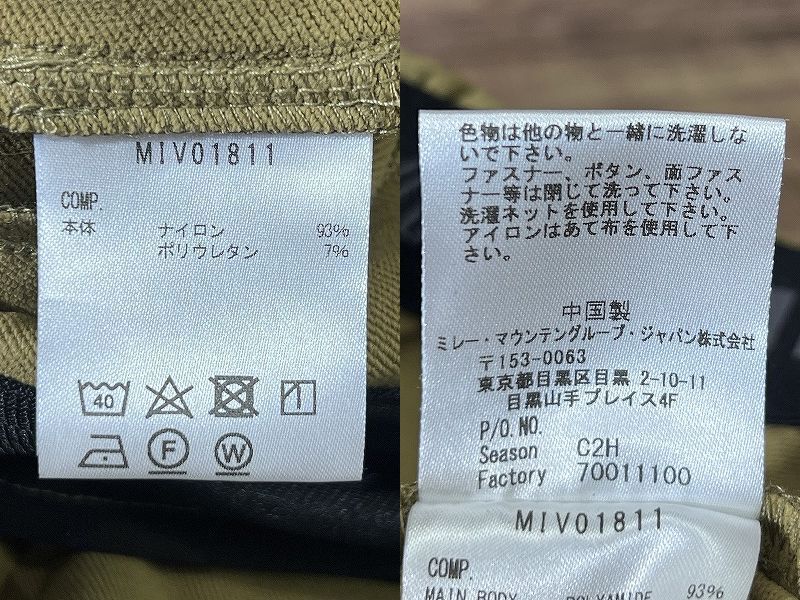 MIV01811
COMP.
本体 ナイロン 93%
ポリウレタン 7%
40
F W
色物は他の物と一緒に洗濯しな
いで下さい。
ファスナー、ボタン、面ファス
ナー等は閉じて洗って下さい。
洗濯ネットを使用して下さい。
アイロンはあて布を使用して下
さい。
中国製
ミレー・マウンテングループ・ジャパン株式会社
〒153-0063
東京都目黒区目黒 2-10-11
目黒山手プレイス4F
P/O.NO.
Season C2H
Factory 70011100
MIV01811
COMP.
MAIN BODY POLYAMIDE 93%